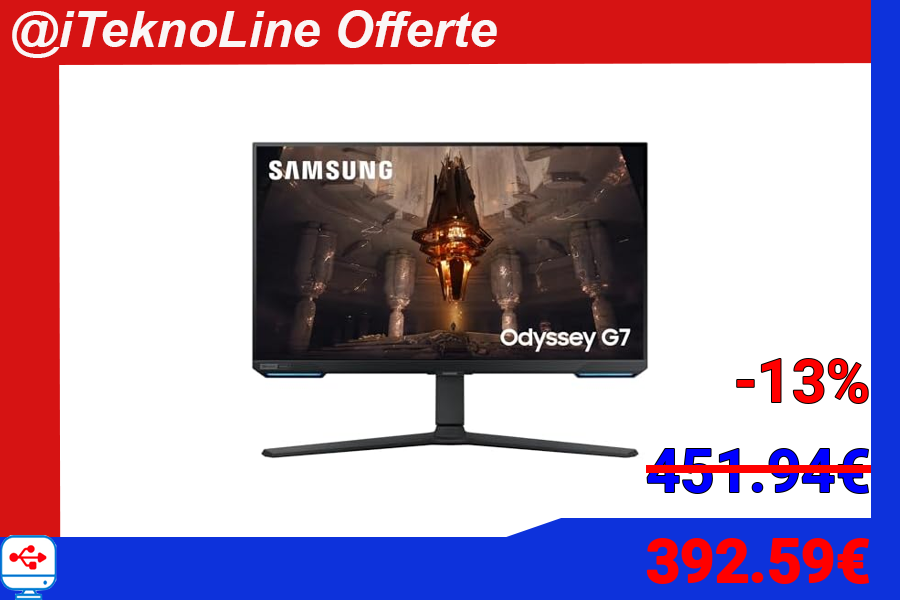 @iTeknoLine Offerte
SAMSUNG
Odyssey G7
-13%
451.94€
392.59€